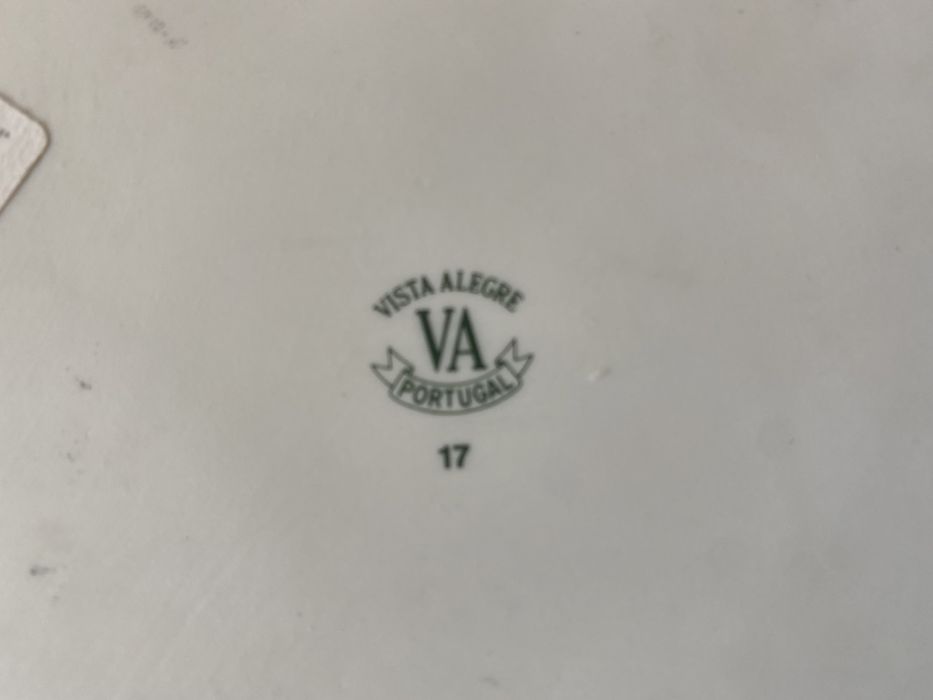 VISTA ALEGRE
VA
PORTUGAL
17